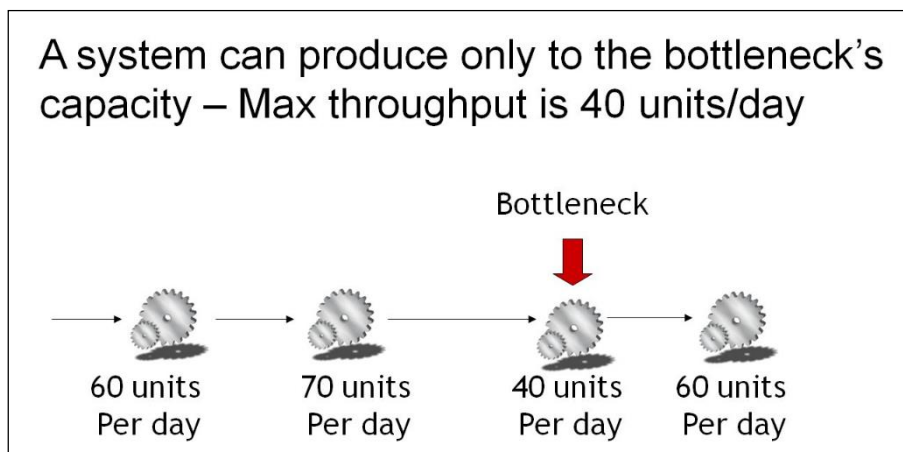 A system can produce only to the bottleneck’s
capacity – Max throughput is 40 units/day
Bottleneck
60 units
Per day
70 units
Per day
40 units
Per day
60 units
Per day